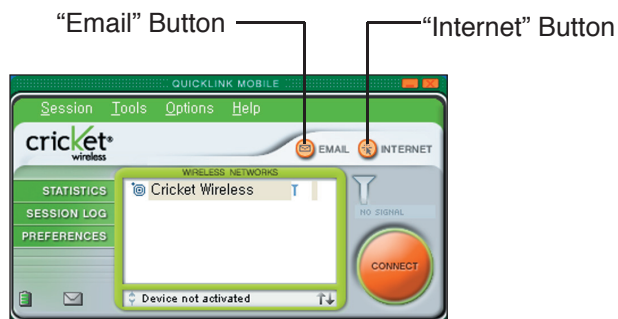 “Email” Button
“Internet” Button
QUICKLINK MOBILE
Session Tools Options Help
cricket
wireless
EMAIL
INTERNET
WIRELESS NETWORKS
Cricket Wireless
STATISTICS
SESSION LOG
PREFERENCES
NO SIGNAL
CONNECT
Device not activated